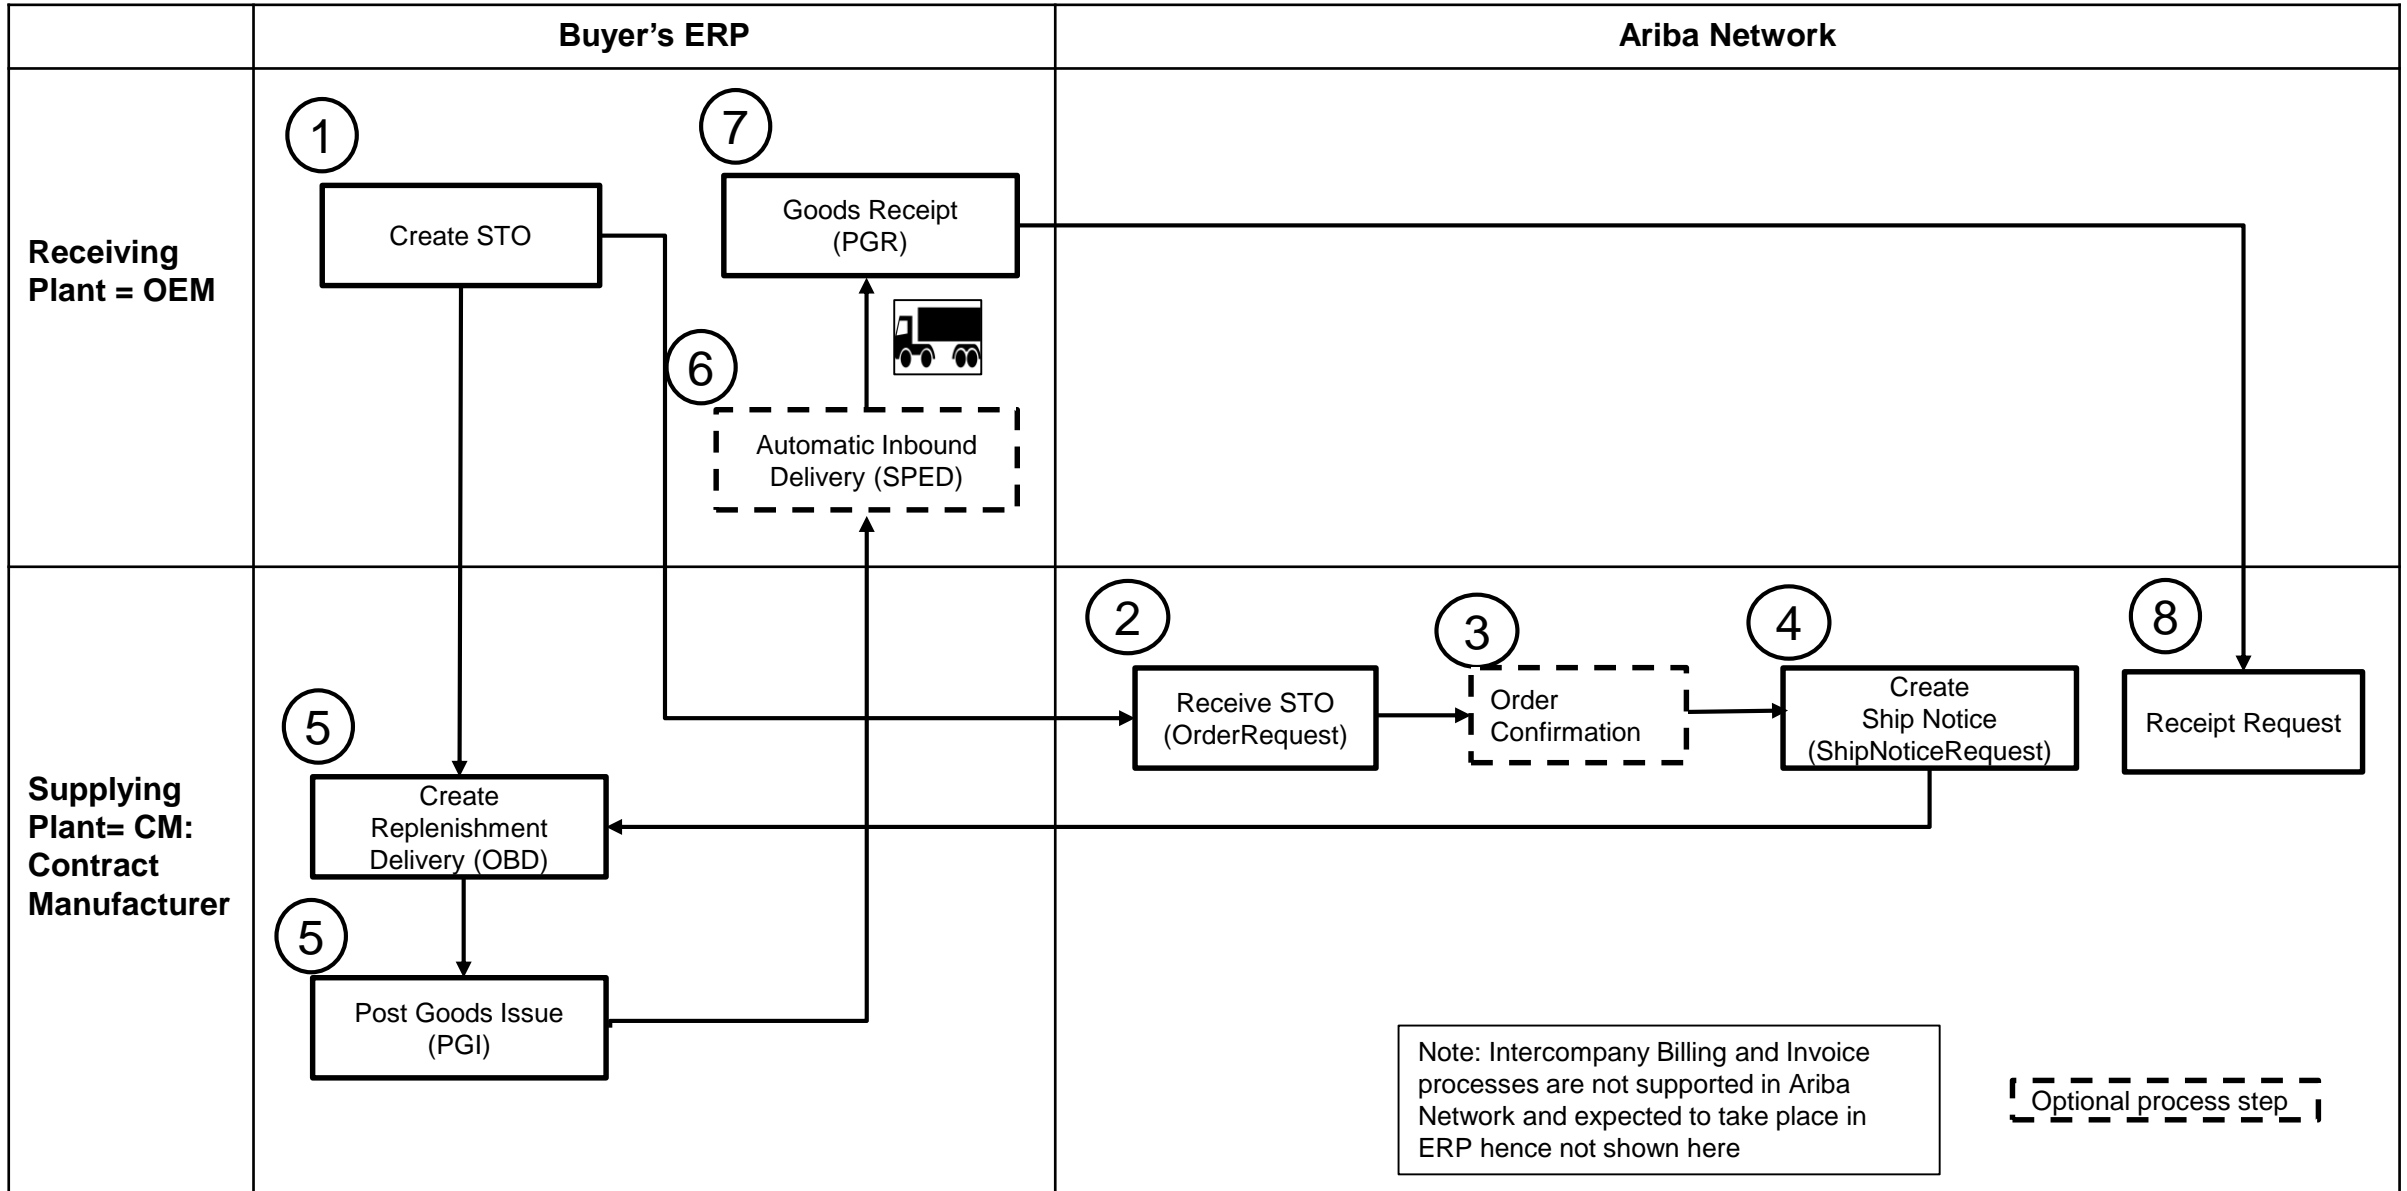 Buyer’s ERP
Ariba Network
Receiving
Plant = OEM
1
Create STO
7
Goods Receipt
(PGR)
6
Automatic Inbound
Delivery (SPED)
Supplying
Plant= CM:
Contract
Manufacturer
2
Receive STO
(OrderRequest)
3
Order
Confirmation
4
Create
Ship Notice
(ShipNoticeRequest)
8
Receipt Request
5
Create
Replenishment
Delivery (OBD)
5
Post Goods Issue
(PGI)
Note: Intercompany Billing and Invoice
processes are not supported in Ariba
Network and expected to take place in
ERP hence not shown here
Optional process step